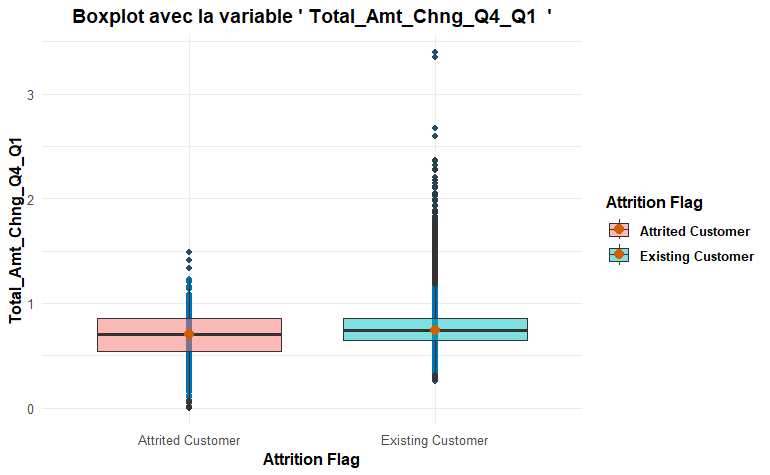 Boxplot avec la variable ' Total_Amt_Chng_Q4_Q1 '
Total_Amt_Chng_Q4_Q1
3
2
1
0
Attrited Customer
Existing Customer
Attrition Flag
Attrition Flag
Attrited Customer
Existing Customer